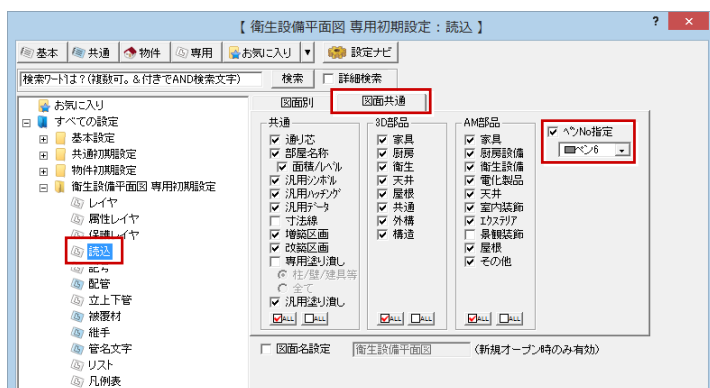 【 衛生設備平面図 専用初期設定：読込 】
? ×
基本 共通 物件 専用 お気に入り ▼ 設定ナビ
検索ワードは？(複数可。&付きでAND検索文字) 検索 詳細検索
お気に入り
すべての設定
基本設定
共通初期設定
物件初期設定
衛生設備平面図 専用初期設定
レイヤ
属性レイヤ
保護レイヤ
読込
記号
配管
立上下管
被覆材
継手
管名文字
リスト
凡例表
図面別 図面共通
共通
通り芯
部屋名称
面積/レベル
汎用シンボル
汎用ハッチング
汎用データ
寸法線
増築区画
改築区画
専用塗り潰し
柱/壁/建具等
全て
汎用塗り潰し
ALL ALL
3D部品
家具
厨房
衛生
天井
屋根
共通
外構
構造
ALL ALL
AM部品
家具
厨房設備
衛生設備
電化製品
天井
室内装飾
エクステリア
景観装飾
屋根
その他
ALL ALL
ペンNo指定
ペン6
図面名設定 衛生設備平面図 (新規オープン時のみ有効)